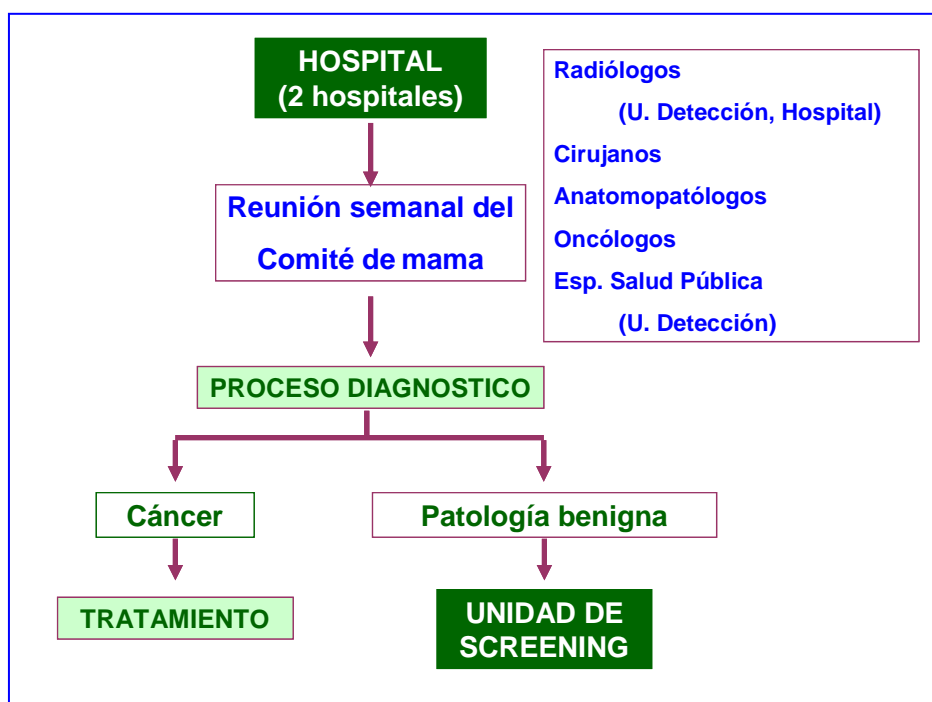 HOSPITAL
(2 hospitales)
Radiólogos
(U. Detección, Hospital)
Cirujanos
Anatomopatólogos
Oncólogos
Esp. Salud Pública
(U. Detección)
Reunión semanal del
Comité de mama
PROCESO DIAGNOSTICO
Cáncer
Patología benigna
TRATAMIENTO
UNIDAD DE
SCREENING